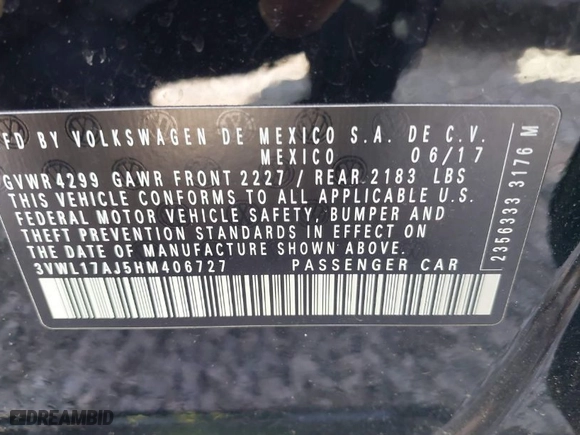 FD BY VOLKSWAGEN DE MEXICO S.A. DE C.V.
MEXICO 06/17
GVWR 4299 GAWR FRONT 2227 / REAR 2183 LBS
THIS VEHICLE CONFORMS TO ALL APPLICABLE U.S.
FEDERAL MOTOR VEHICLE SAFETY, BUMPER AND
THEFT PREVENTION STANDARDS IN EFFECT ON
THE DATE OF MANUFACTURE SHOWN ABOVE.
3VWL17AJ5HM406727 PASSENGER CAR
2356333 3176 M
DREAMBID